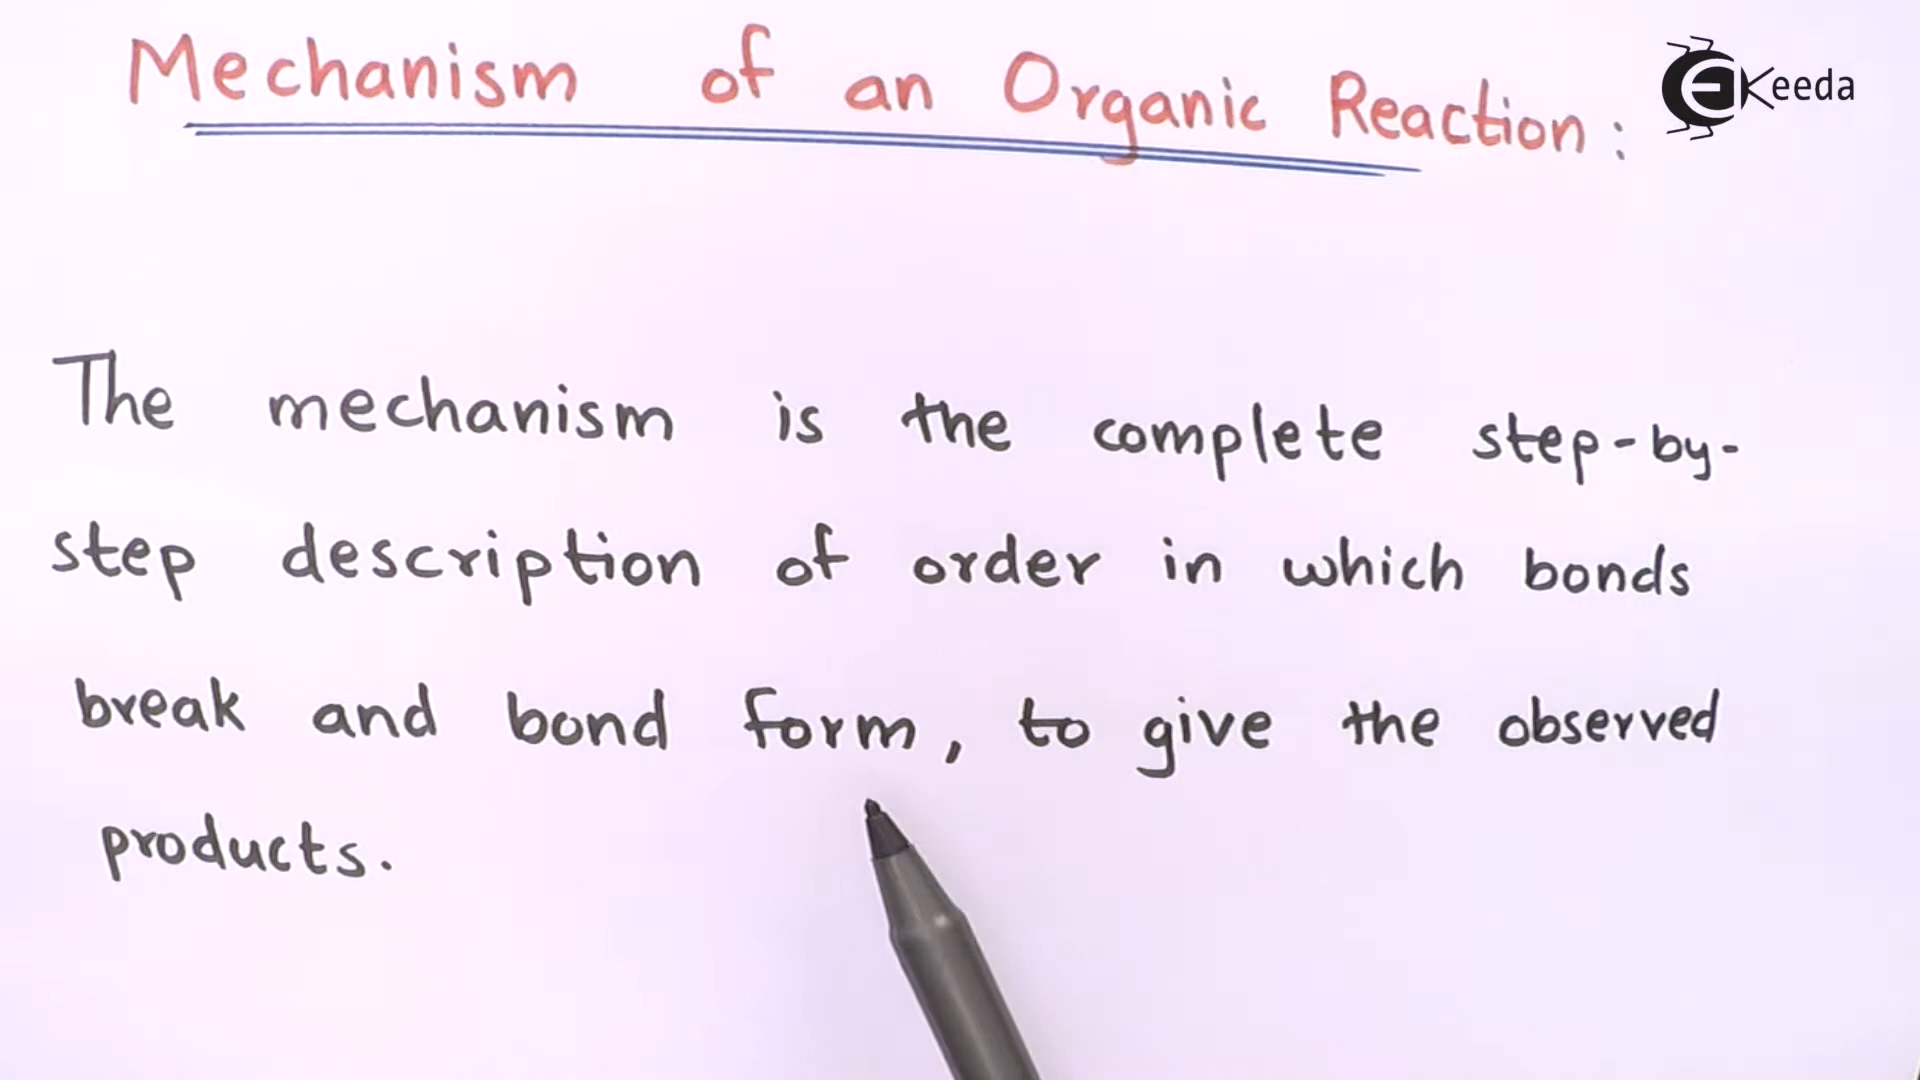 Mechanism of an Organic Reaction:
EKeeda
The mechanism is the complete step-by-
step description of order in which bonds
break and bond form, to give the observed
products.